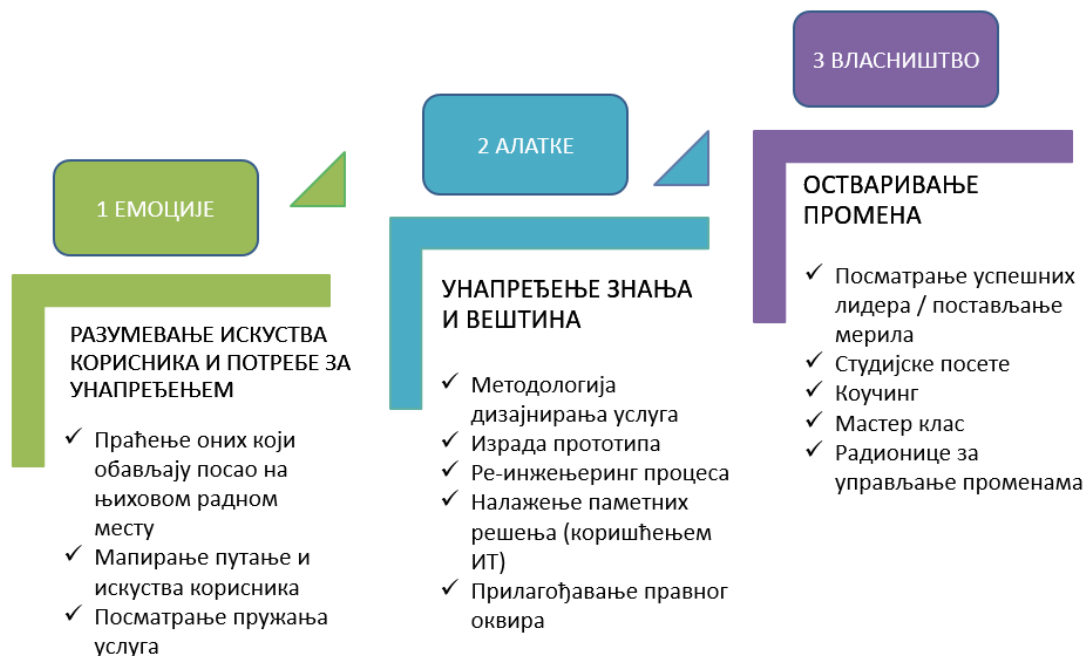 1 ЕМОЦИЈЕ
РАЗУМЕВАЊЕ ИСКУСТВА
КОРИСНИКА И ПОТРЕБЕ ЗА
УНАПРЕЂЕЊЕМ
✓ Праћење оних који
обављају посао на
њиховом радном
месту
✓ Мапирање путање и
искуства корисника
✓ Посматрање пружања
услуга
2 АЛАТКЕ
УНАПРЕЂЕЊЕ ЗНАЊА
И ВЕШТИНА
✓ Методологија
дизајнирања услуга
✓ Израда прототипа
✓ Ре-инжењеринг процеса
✓ Налажење паметних
решења (коришћењем
ИТ)
✓ Прилагођавање правног
оквира
3 ВЛАСНИШТВО
ОСТВАРИВАЊЕ
ПРОМЕНА
✓ Посматрање успешних
лидера / постављање
мерила
✓ Студијске посете
✓ Коучинг
✓ Мастер клас
✓ Радионице за
управљање променама